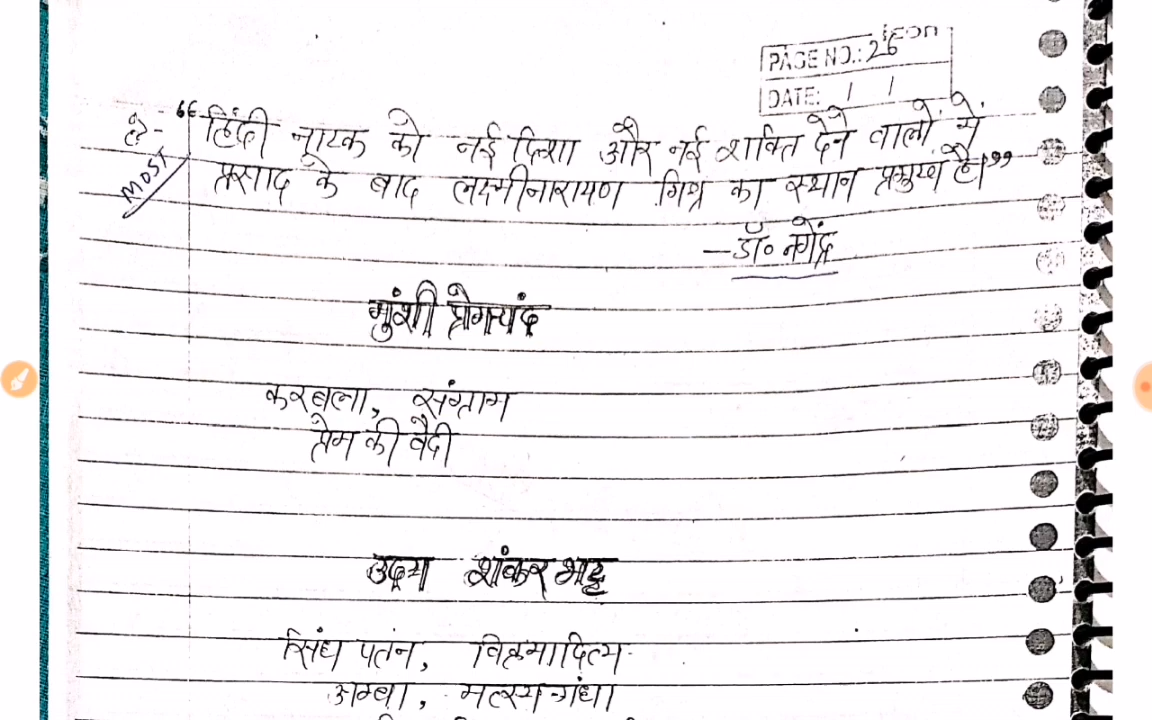 icon
PAGE NO.: 26
DATE: / /
है- “हिंदी नाटक को नई दिशा और नई शक्ति देने वालों में
MOST प्रसाद के बाद लक्ष्मीनारायण मिश्र का स्थान प्रमुख है।”
—डॉ० नगेंद्र
मुंशी प्रेमचंद
करबला, संग्राम
प्रेम की वैदी
उदय शंकर भट्ट
सिंध पतन, विक्रमादित्य
अम्बा, मत्स्यगंधा